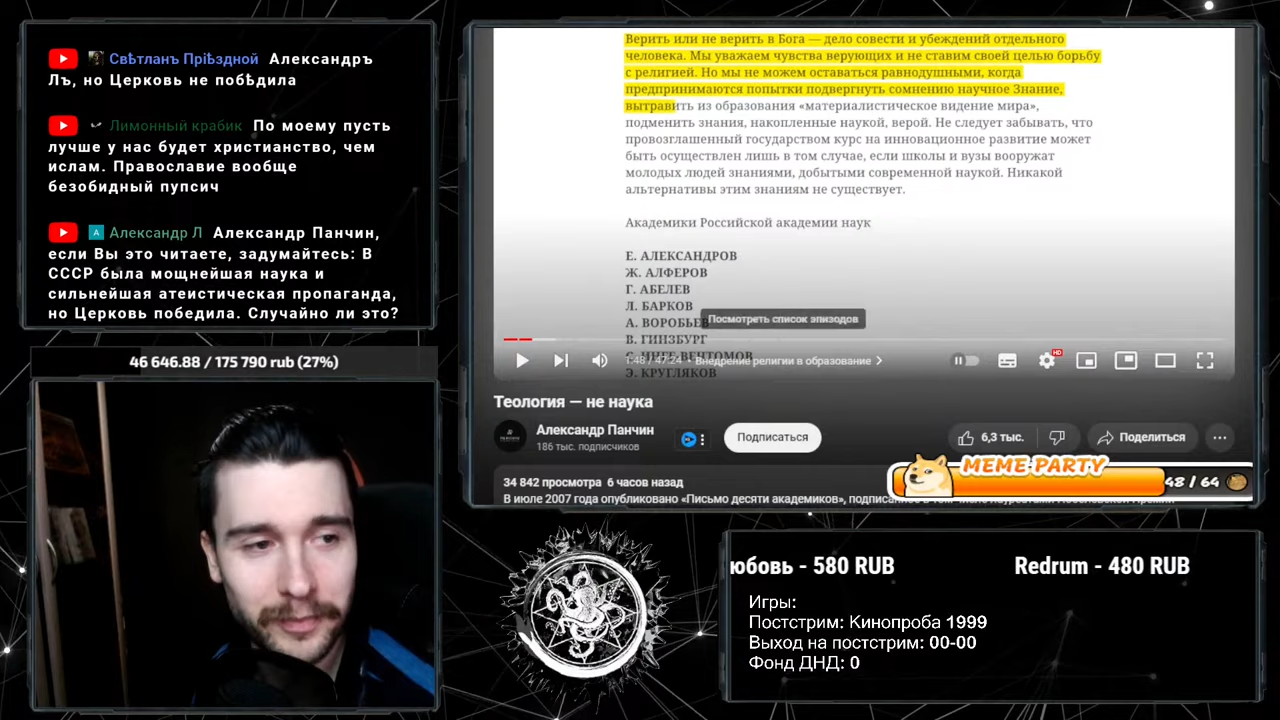 Свѣтланъ Прiѣздной Александръ
Лъ, но Церковь не побѣдила
Лимонный крабик По моему пусть
лучше у нас будет христианство, чем
ислам. Православие вообще
безобидный пупсич
А Александр Л Александр Панчин,
если Вы это читаете, задумайтесь: В
СССР была мощнейшая наука и
сильнейшая атеистическая пропаганда,
но Церковь победила. Случайно ли это?
46 646.88 / 175 790 rub (27%)
Верить или не верить в Бога — дело совести и убеждений отдельного
человека. Мы уважаем чувства верующих и не ставим своей целью борьбу
с религией. Но мы не можем оставаться равнодушными, когда
предпринимаются попытки подвергнуть сомнению научное Знание,
вытравить из образования «материалистическое видение мира»,
подменить знания, накопленные наукой, верой. Не следует забывать, что
провозглашенный государством курс на инновационное развитие может
быть осуществлен лишь в том случае, если школы и вузы вооружат
молодых людей знаниями, добытыми современной наукой. Никакой
альтернативы этим знаниям не существует.
Академики Российской академии наук
Е. АЛЕКСАНДРОВ
Ж. АЛФЕРОВ
Г. АБЕЛЕВ
Л. БАРКОВ
А. ВОРОБЬЕВ
Посмотреть список эпизодов
В. ГИНЗБУРГ
1:48 / 47:24 • Внедрение религии в образование
HD
Э. КРУГЛЯКОВ
Теология — не наука
Александр Панчин
186 тыс. подписчиков
Подписаться
6,3 тыс.
Поделиться
MEME PARTY
48 / 64
34 842 просмотра 6 часов назад
В июле 2007 года опубликовано «Письмо десяти академиков»,
юбовь - 580 RUB
Redrum - 480 RUB
Игры:
Постстрим: Кинопроба 1999
Выход на постстрим: 00-00
Фонд ДНД: 0